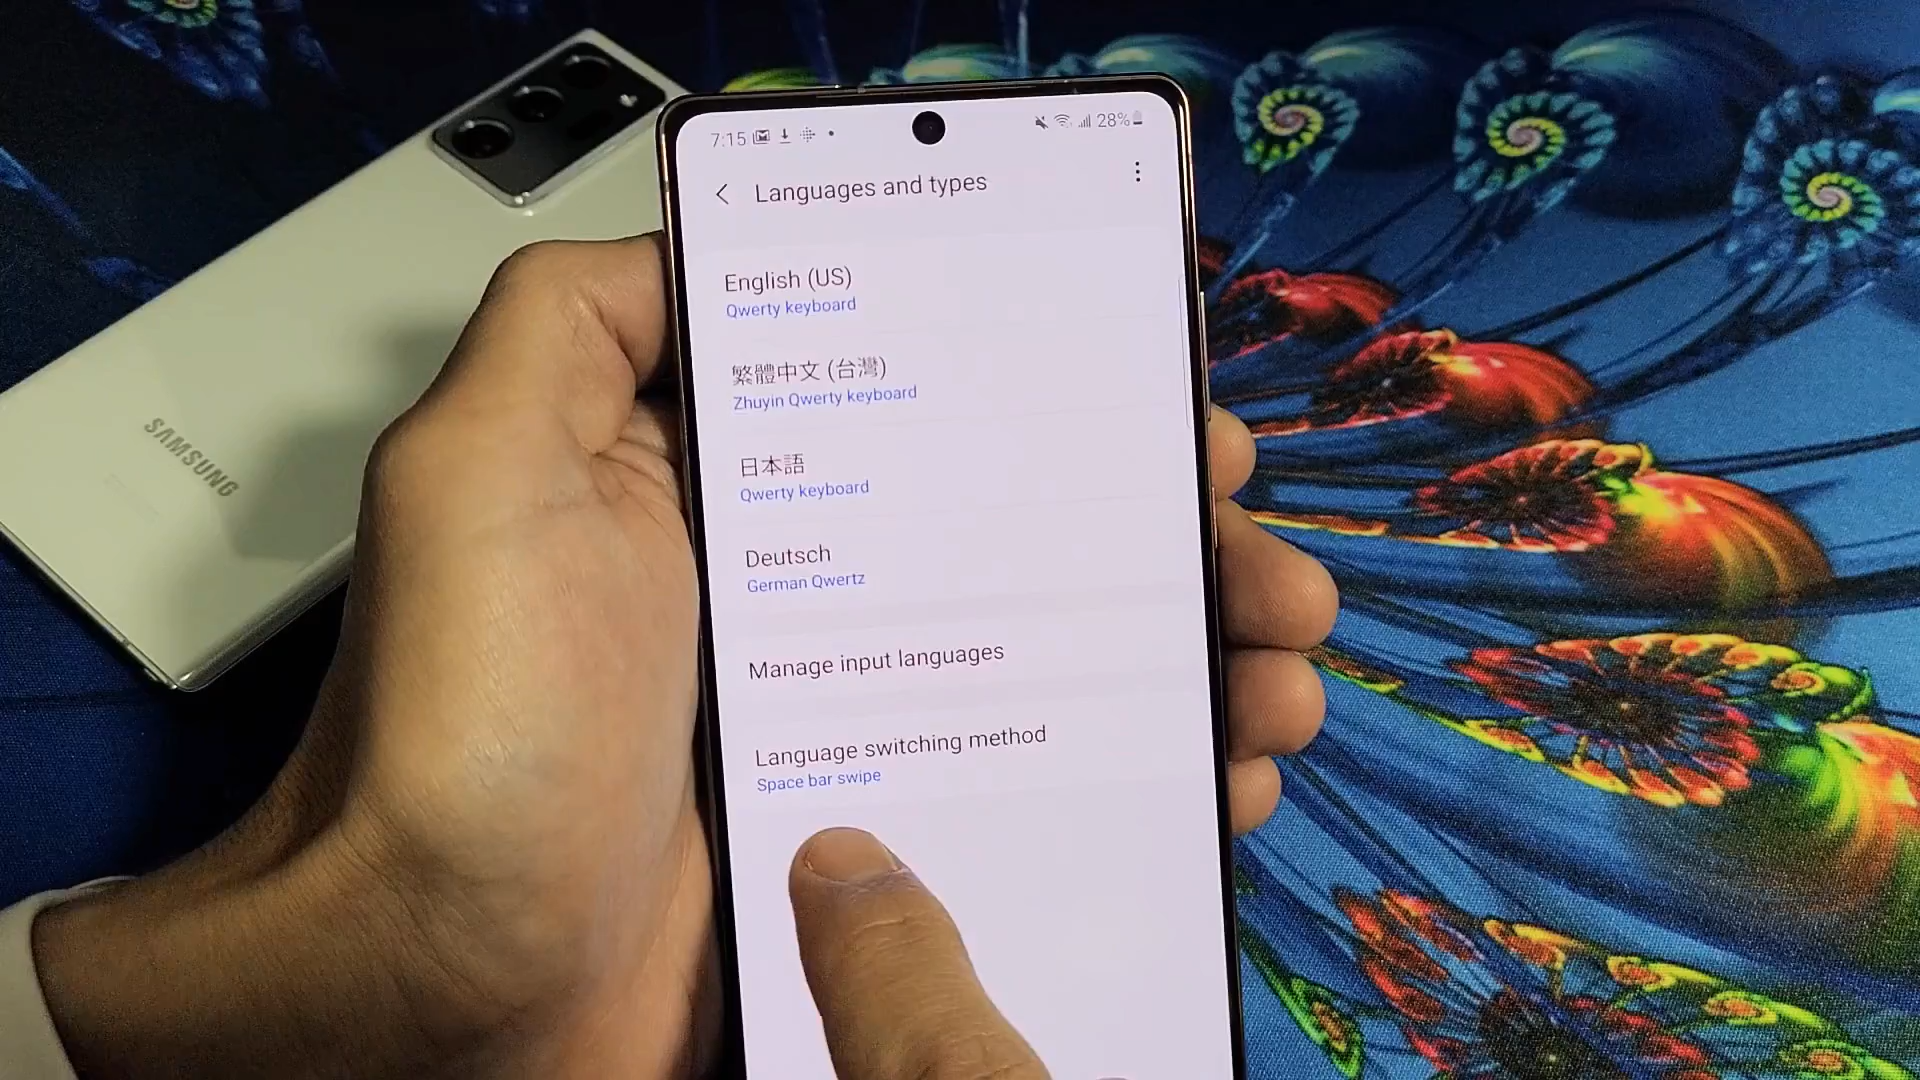 7:15
28%
Languages and types
English (US)
Qwerty keyboard
繁體中文 (台灣)
Zhuyin Qwerty keyboard
日本語
Qwerty keyboard
Deutsch
German Qwertz
Manage input languages
Language switching method
Space bar swipe
SAMSUNG